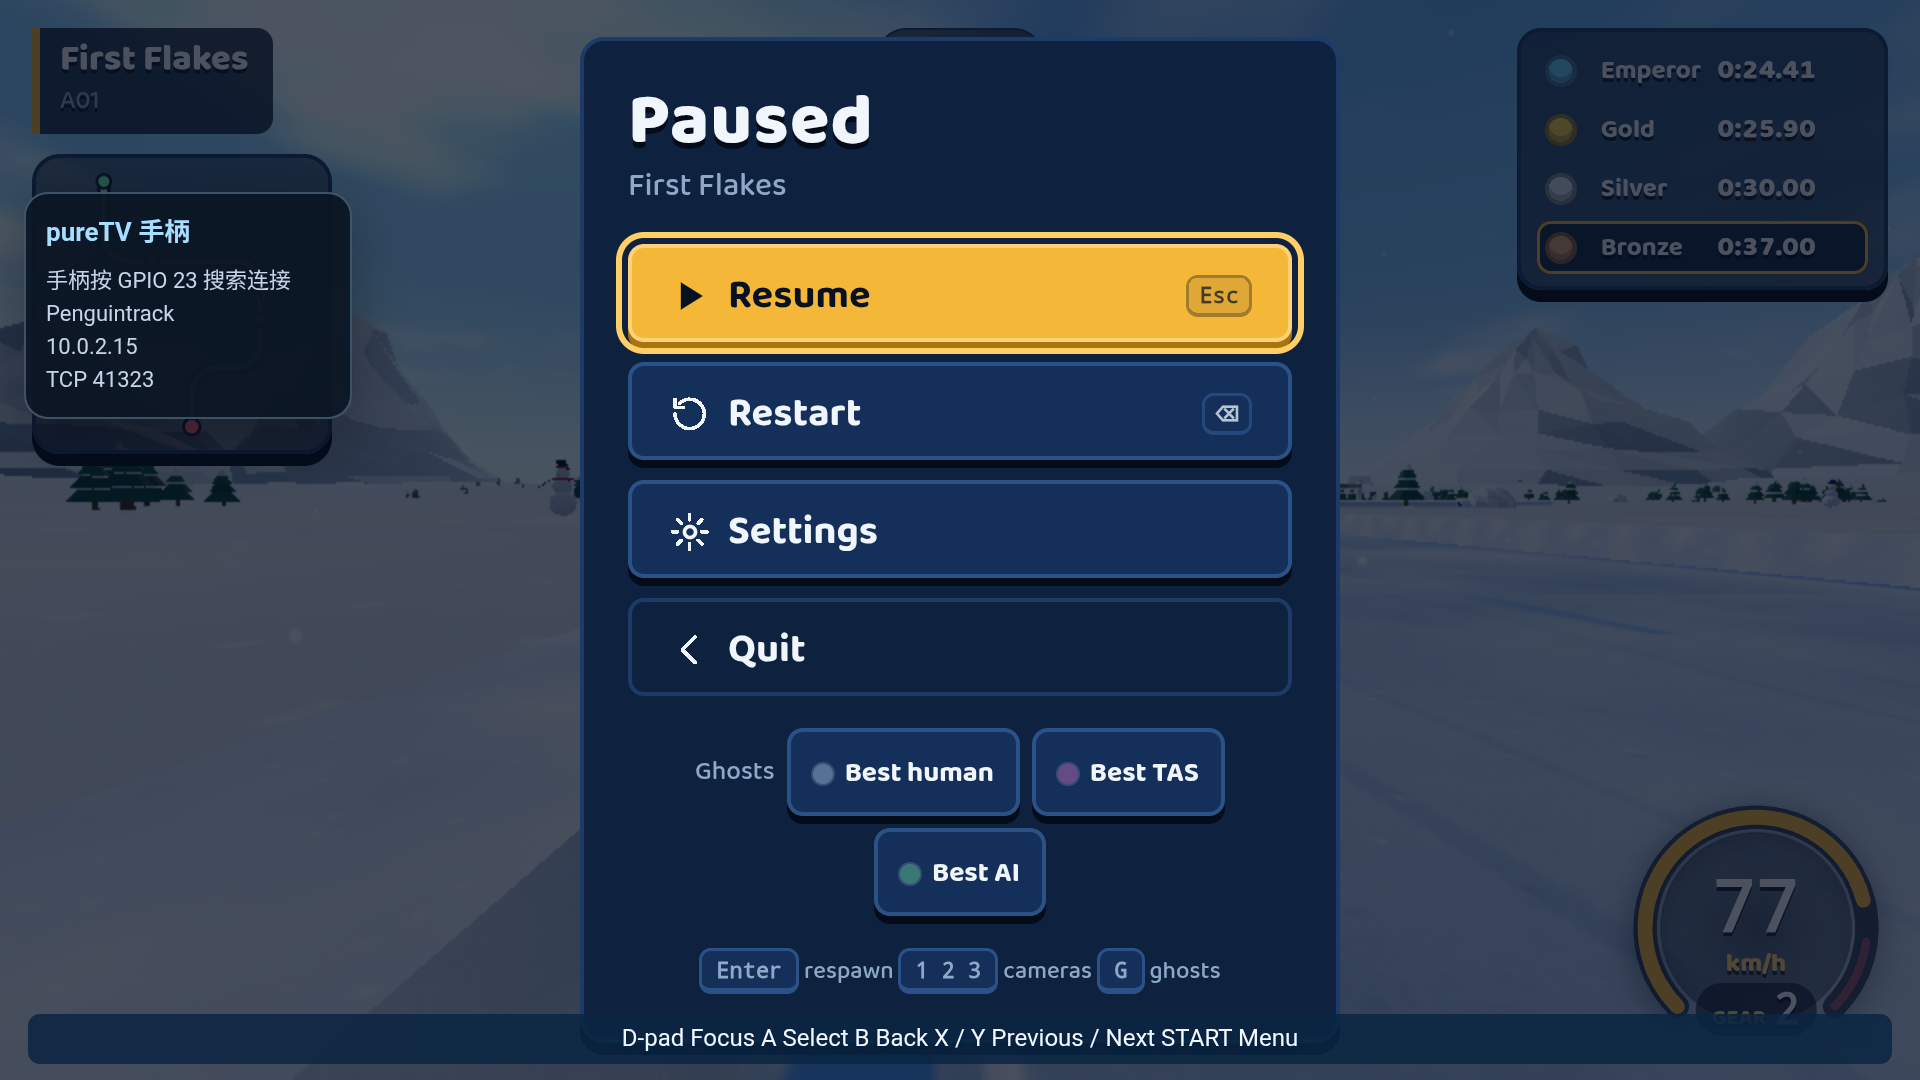 First Flakes
A01
pureTV 手柄
手柄按 GPIO 23 搜索连接
Penguintrack
10.0.2.15
TCP 41323
Paused
First Flakes
Resume Esc
Restart
Settings
Quit
Ghosts Best human Best TAS
Best AI
Enter respawn 1 2 3 cameras G ghosts
Emperor 0:24.41
Gold 0:25.90
Silver 0:30.00
Bronze 0:37.00
77
km/h
GEAR 2
D-pad Focus A Select B Back X / Y Previous / Next START Menu